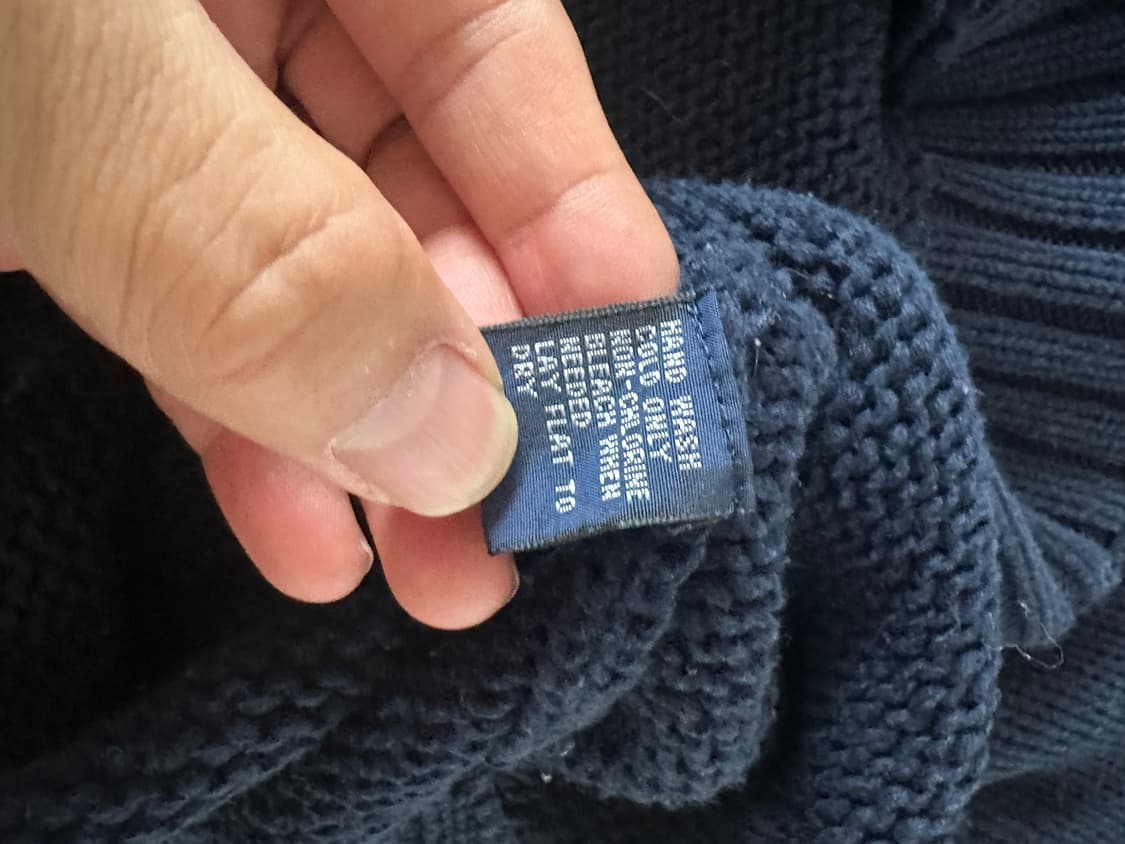 HAND WASH
COLD ONLY
NON-CHLORINE
BLEACH WHEN
NEEDED
LAY FLAT TO
DRY